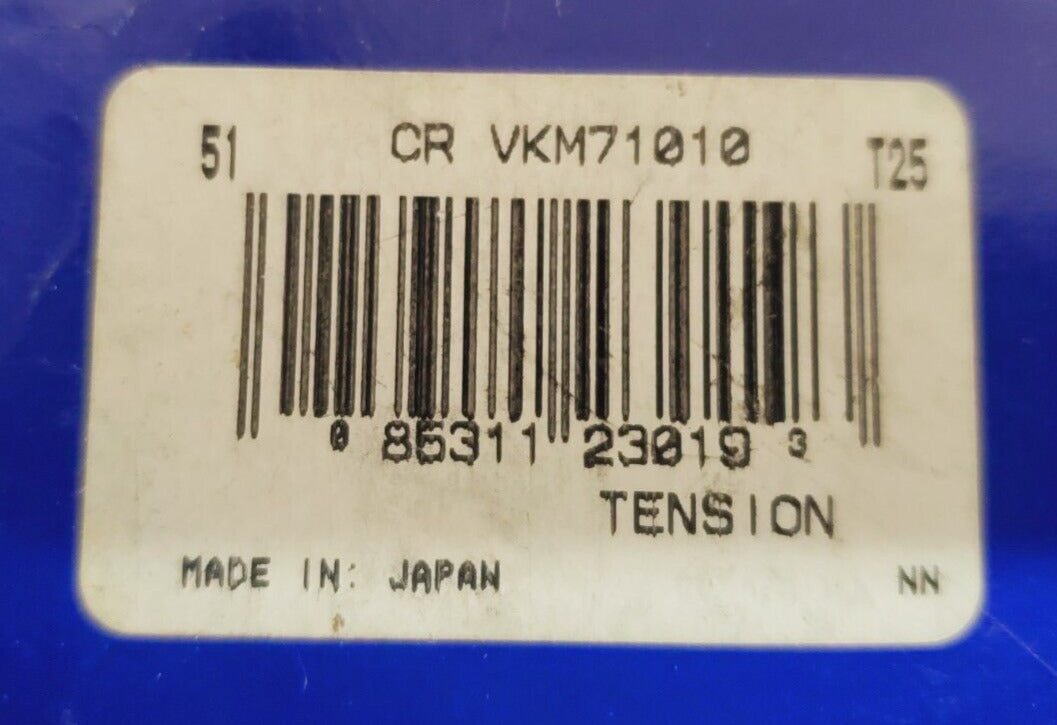 51 CR VKM71010 T25
0 85311 23019 3
TENSION
MADE IN: JAPAN NN